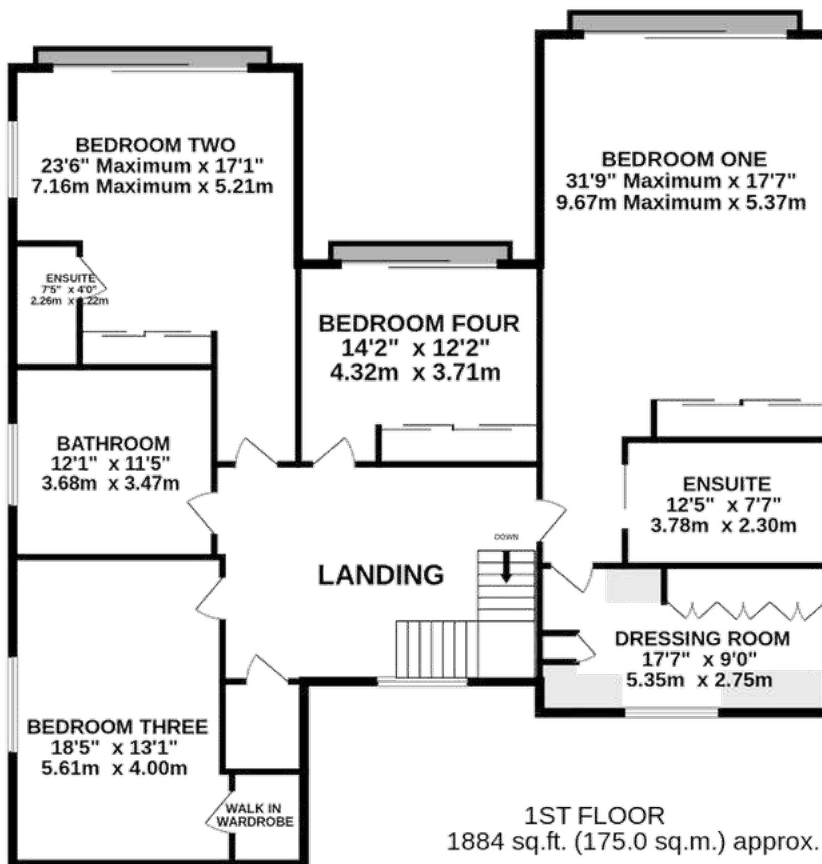 BEDROOM TWO
23'6" Maximum x 17'1"
7.16m Maximum x 5.21m
BEDROOM ONE
31'9" Maximum x 17'7"
9.67m Maximum x 5.37m
ENSUITE
7'5" x 4'0"
2.26m x 1.22m
BEDROOM FOUR
14'2" x 12'2"
4.32m x 3.71m
BATHROOM
12'1" x 11'5"
3.68m x 3.47m
ENSUITE
12'5" x 7'7"
3.78m x 2.30m
DOWN
LANDING
DRESSING ROOM
17'7" x 9'0"
5.35m x 2.75m
BEDROOM THREE
18'5" x 13'1"
5.61m x 4.00m
WALK IN
WARDROBE
1ST FLOOR
1884 sq.ft. (175.0 sq.m.) approx.